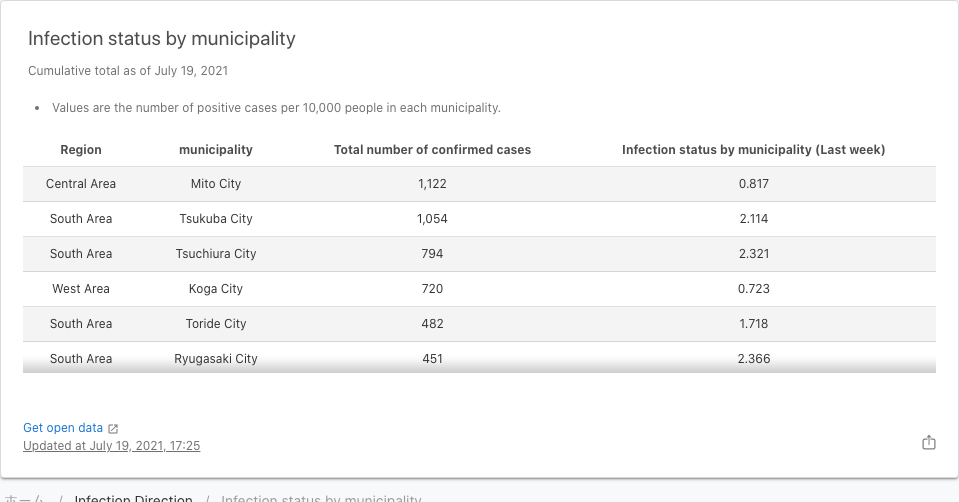 Infection status by municipality
Cumulative total as of July 19, 2021
• Values are the number of positive cases per 10,000 people in each municipality.
Region municipality Total number of confirmed cases Infection status by municipality (Last week)
Central Area Mito City 1,122 0.817
South Area Tsukuba City 1,054 2.114
South Area Tsuchiura City 794 2.321
West Area Koga City 720 0.723
South Area Toride City 482 1.718
South Area Ryugasaki City 451 2.366
Get open data
Updated at July 19, 2021, 17:25
ホーム / Infection Direction / Infection status by municipality